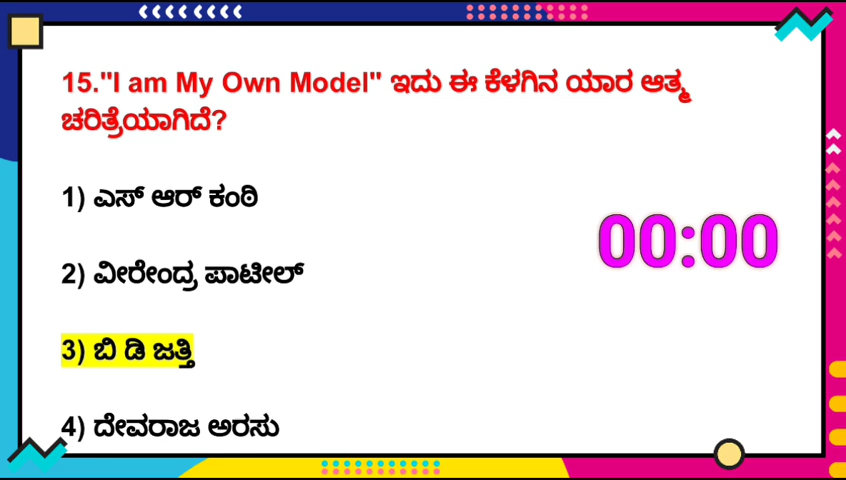 15."I am My Own Model" ಇದು ಈ ಕೆಳಗಿನ ಯಾರ ಆತ್ಮ
ಚರಿತ್ರೆಯಾಗಿದೆ?
1) ಎಸ್ ಆರ್ ಕಂಠಿ
00:00
2) ವೀರೇಂದ್ರ ಪಾಟೀಲ್
3) ಬಿ ಡಿ ಜತ್ತಿ
4) ದೇವರಾಜ ಅರಸು